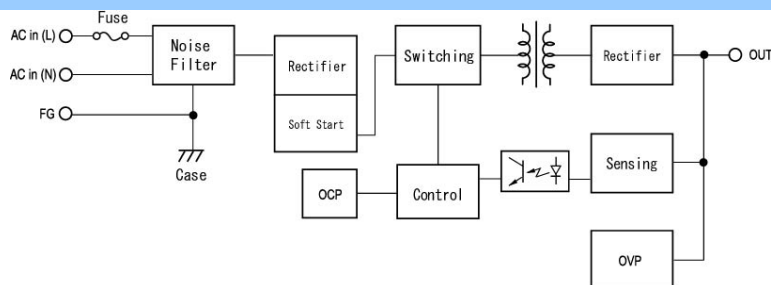 Fuse
AC in (L)
Noise
Filter
Rectifier
Switching
Rectifier
OUT
AC in (N)
FG
Soft Start
Case
OCP
Control
Sensing
OVP